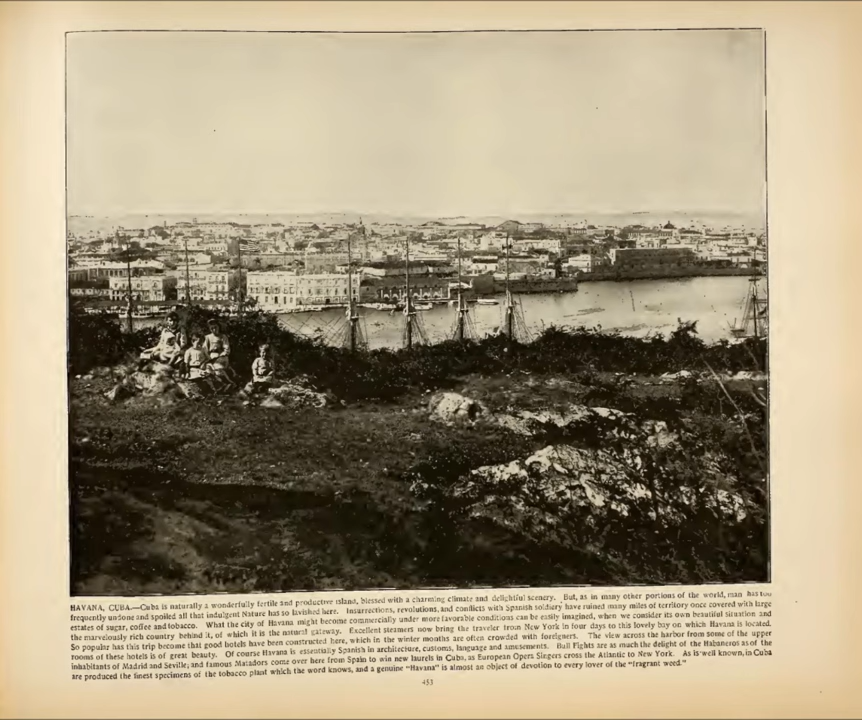 HAVANA, CUBA.—Cuba is naturally a wonderfully fertile and productive island, blessed with a charming climate and delightful scenery. But, as in many other portions of the world, man has too
frequently undone and spoiled all that indulgent Nature has so lavished here. Insurrections, revolutions, and conflicts with Spanish soldiery have ruined many miles of territory once covered with large
estates of sugar, coffee and tobacco. What the city of Havana might become commercially under more favorable conditions can be easily imagined, when we consider its own beautiful situation and
the marvelously rich country behind it, of which it is the natural gateway. Excellent steamers now bring the traveler from New York in four days to this lovely bay on which Havana is located.
So popular has this trip become that good hotels have been constructed here, which in the winter months are often crowded with foreigners. The view across the harbor from some of the upper
rooms of these hotels is of great beauty. Of course Havana is essentially Spanish in architecture, customs, language and amusements. Bull Fights are as much the delight of the Habaneros as of the
inhabitants of Madrid and Seville; and famous Matadors come over here from Spain to win new laurels in Cuba, as European Opera Singers cross the Atlantic to New York. As is well known, in Cuba
are produced the finest specimens of the tobacco plant which the word knows, and a genuine "Havana" is almost an object of devotion to every lover of the "fragrant weed."
453